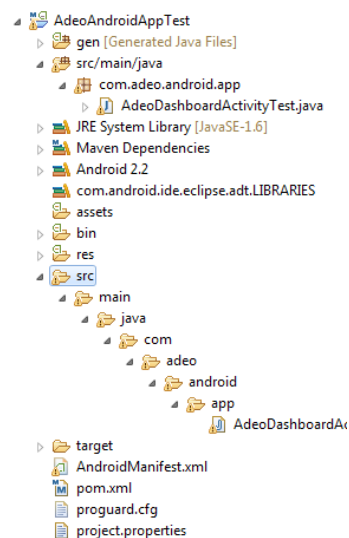 AdeoAndroidAppTest
gen [Generated Java Files]
src/main/java
com.adeo.android.app
AdeoDashboardActivityTest.java
JRE System Library [JavaSE-1.6]
Maven Dependencies
Android 2.2
com.android.ide.eclipse.adt.LIBRARIES
assets
bin
res
src
main
java
com
adeo
android
app
AdeoDashboardAc
target
AndroidManifest.xml
pom.xml
proguard.cfg
project.properties